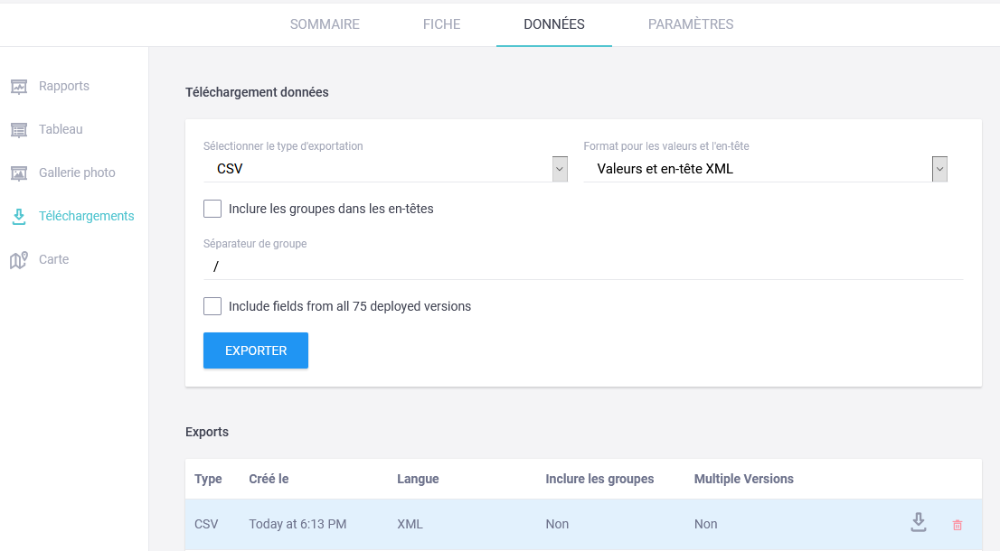 SOMMAIRE FICHE DONNÉES PARAMÈTRES
Rapports
Tableau
Gallerie photo
Téléchargements
Carte
Téléchargement données
Sélectionner le type d'exportation Format pour les valeurs et l'en-tête
CSV Valeurs et en-tête XML
Inclure les groupes dans les en-têtes
Séparateur de groupe
/
Include fields from all 75 deployed versions
EXPORTER
Exports
Type Créé le Langue Inclure les groupes Multiple Versions
CSV Today at 6:13 PM XML Non Non